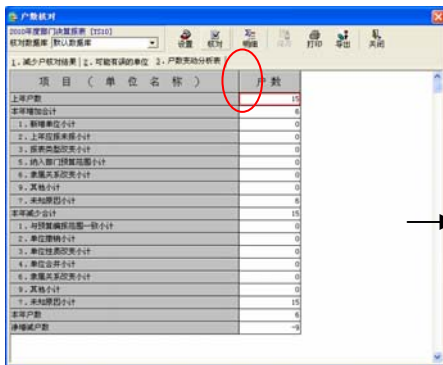 户数核对
2010年度部门决算报表 [IS10]
核对数据库 默认数据库
设置 核对 明细 打印 导出 关闭
1.减少户核对结果 2.可能有误的单位 3.户数变动分析表
项 目 ( 单 位 名 称 ) 户 数
上年户数 15
本年增加合计 6
1.新增单位小计 0
2.上年应报未报小计 0
3.报表类型改变小计 0
5.纳入部门预算范围小计 0
6.隶属关系改变小计 0
9.其他小计 0
?.未知原因小计 6
本年减少合计 15
1.与预算编报范围一致小计 0
2.单位撤销小计 0
3.单位性质改变小计 0
4.单位合并小计 0
6.隶属关系改变小计 0
9.其他小计 0
?.未知原因小计 15
本年户数 6
净增减户数 -9